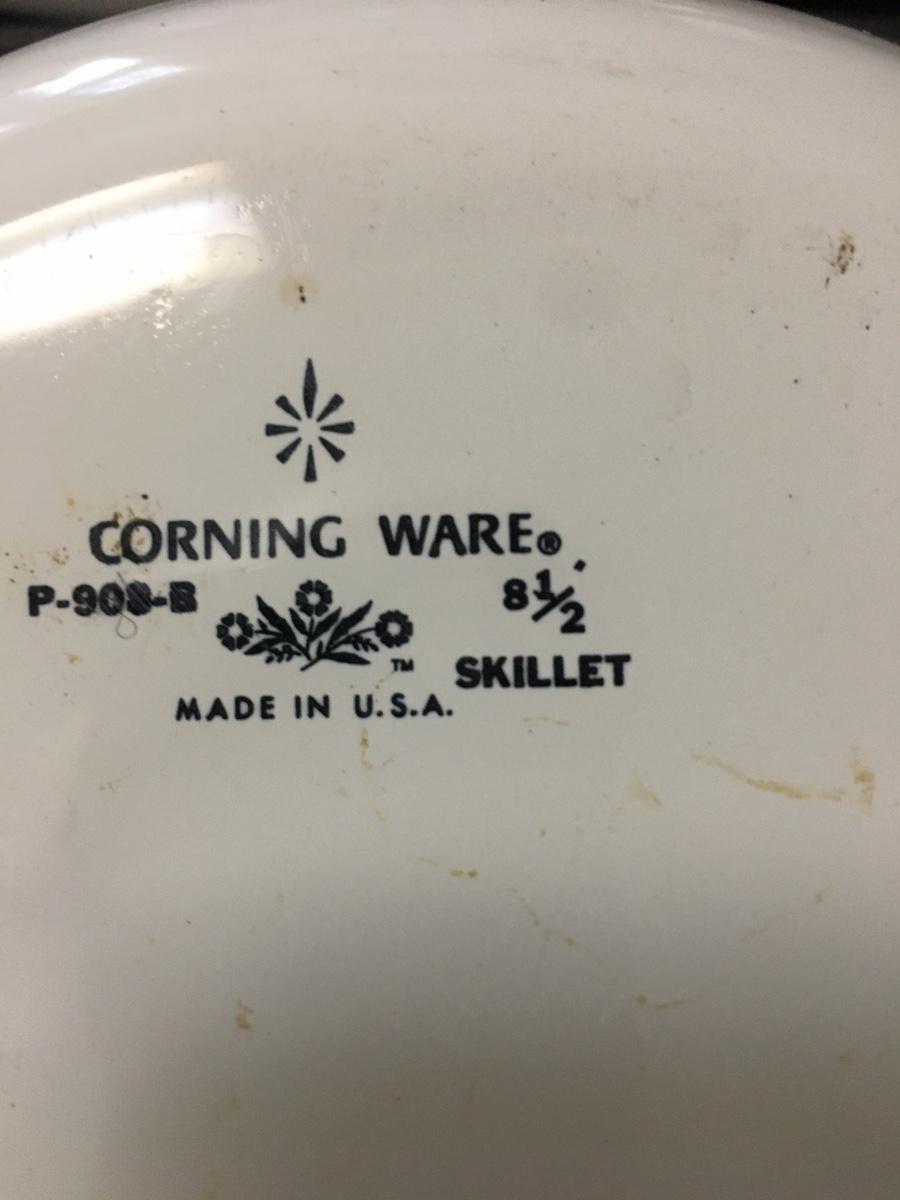 CORNING WARE®
P-908-B 8½
™ SKILLET
MADE IN U.S.A.